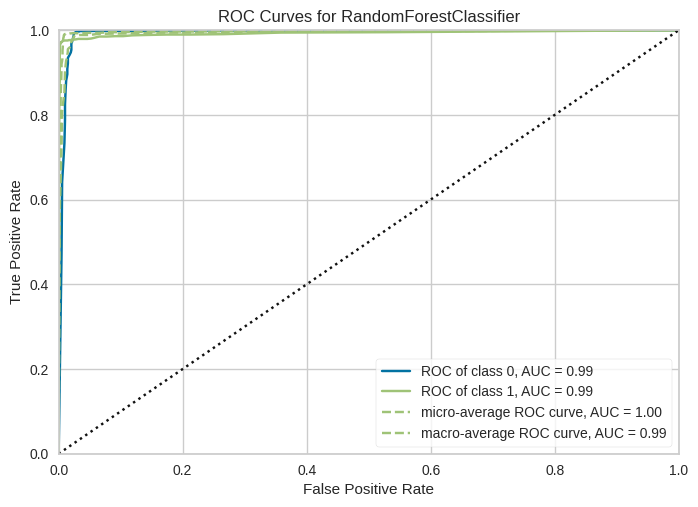 ROC Curves for RandomForestClassifier
1.0
0.8
0.6
0.4
0.2
0.0
True Positive Rate
ROC of class 0, AUC = 0.99
ROC of class 1, AUC = 0.99
micro-average ROC curve, AUC = 1.00
macro-average ROC curve, AUC = 0.99
0.0 0.2 0.4 0.6 0.8 1.0
False Positive Rate